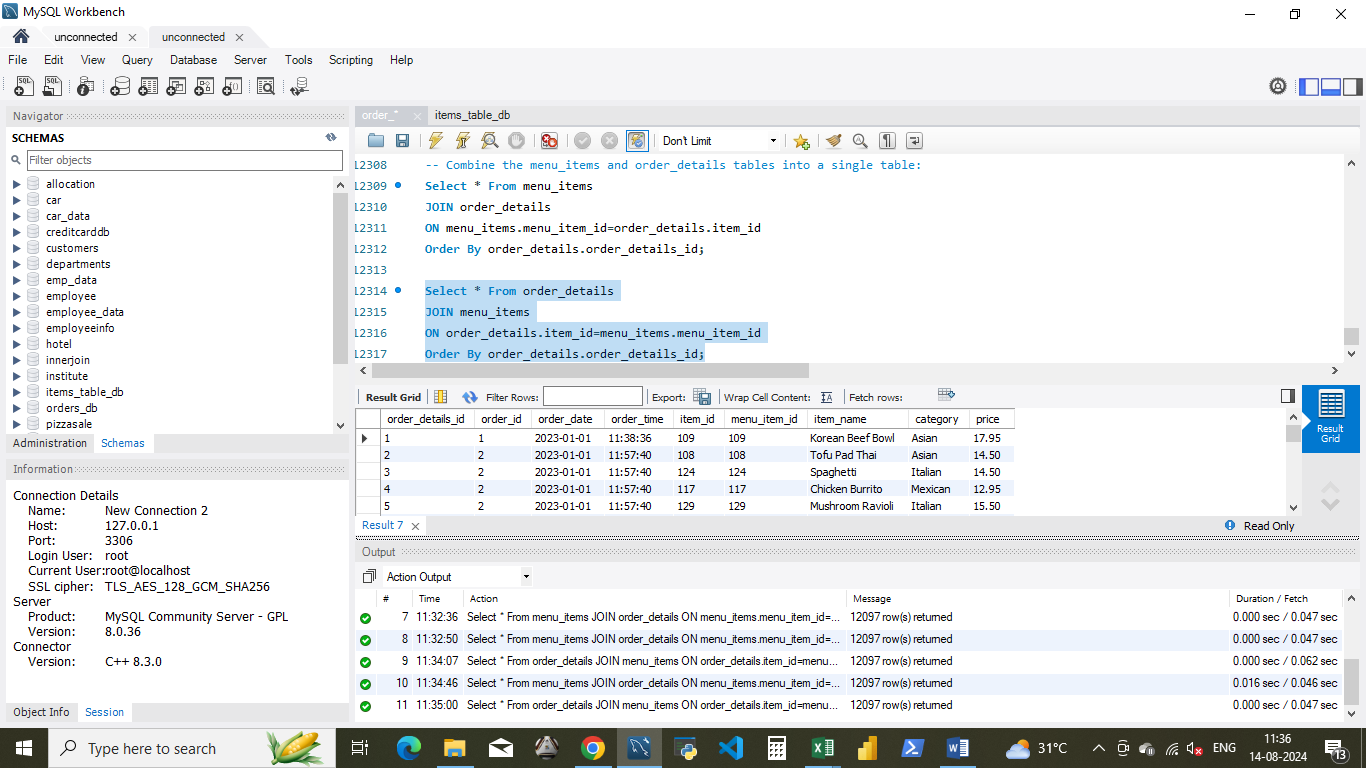 MySQL Workbench
unconnected
unconnected
File Edit View Query Database Server Tools Scripting Help
Navigator
SCHEMAS
Filter objects
allocation
car
car_data
creditcarddb
customers
departments
emp_data
employee
employee_data
employeeinfo
hotel
innerjoin
institute
items_table_db
orders_db
pizzasale
Administration Schemas
Information
Connection Details
Name: New Connection 2
Host: 127.0.0.1
Port: 3306
Login User: root
Current User:root@localhost
SSL cipher: TLS_AES_128_GCM_SHA256
Server
Product: MySQL Community Server - GPL
Version: 8.0.36
Connector
Version: C++ 8.3.0
Object Info Session
order_* items_table_db
Don't Limit
12308 -- Combine the menu_items and order_details tables into a single table:
12309 Select * From menu_items
12310 JOIN order_details
12311 ON menu_items.menu_item_id=order_details.item_id
12312 Order By order_details.order_details_id;
12313
12314 Select * From order_details
12315 JOIN menu_items
12316 ON order_details.item_id=menu_items.menu_item_id
12317 Order By order_details.order_details_id;
Result Grid Filter Rows: Export: Wrap Cell Content: IA Fetch rows:
order_details_id order_id order_date order_time item_id menu_item_id item_name category price
1 1 2023-01-01 11:38:36 109 109 Korean Beef Bowl Asian 17.95
2 2 2023-01-01 11:57:40 108 108 Tofu Pad Thai Asian 14.50
3 2 2023-01-01 11:57:40 124 124 Spaghetti Italian 14.50
4 2 2023-01-01 11:57:40 117 117 Chicken Burrito Mexican 12.95
5 2 2023-01-01 11:57:40 129 129 Mushroom Ravioli Italian 15.50
Result Grid
Result 7
Read Only
Output
Action Output
# Time Action Message Duration / Fetch
7 11:32:36 Select * From menu_items JOIN order_details ON menu_items.menu_item_id=... 12097 row(s) returned 0.000 sec / 0.047 sec
8 11:32:50 Select * From menu_items JOIN order_details ON menu_items.menu_item_id=... 12097 row(s) returned 0.000 sec / 0.047 sec
9 11:34:07 Select * From order_details JOIN menu_items ON order_details.item_id=menu... 12097 row(s) returned 0.000 sec / 0.062 sec
10 11:34:46 Select * From menu_items JOIN order_details ON menu_items.menu_item_id=... 12097 row(s) returned 0.016 sec / 0.046 sec
11 11:35:00 Select * From order_details JOIN menu_items ON order_details.item_id=menu... 12097 row(s) returned 0.000 sec / 0.047 sec
Type here to search
31°C
ENG
11:36
14-08-2024
13